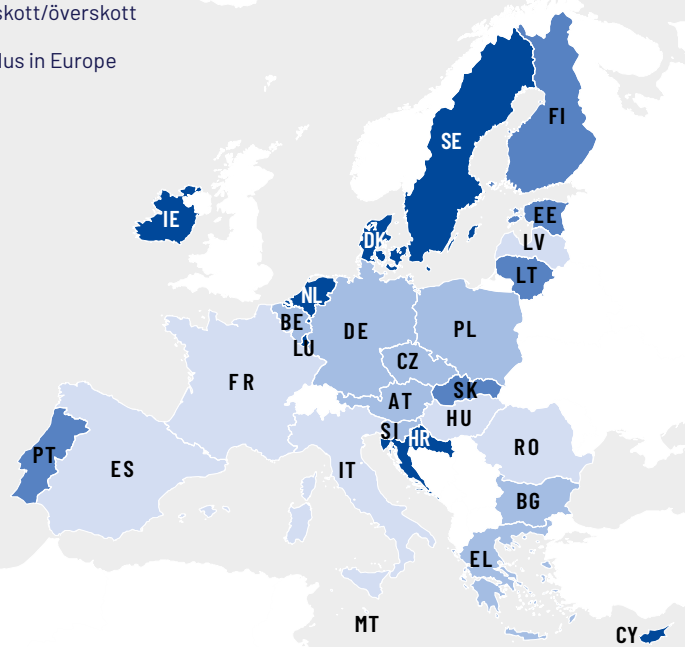 skott/överskott
lus in Europe
FI
SE
IE
EE
DK
LV
LT
NL
BE
DE
PL
LU
CZ
FR
SK
AT
HU
SI
HR
RO
PT
ES
IT
BG
EL
MT
CY